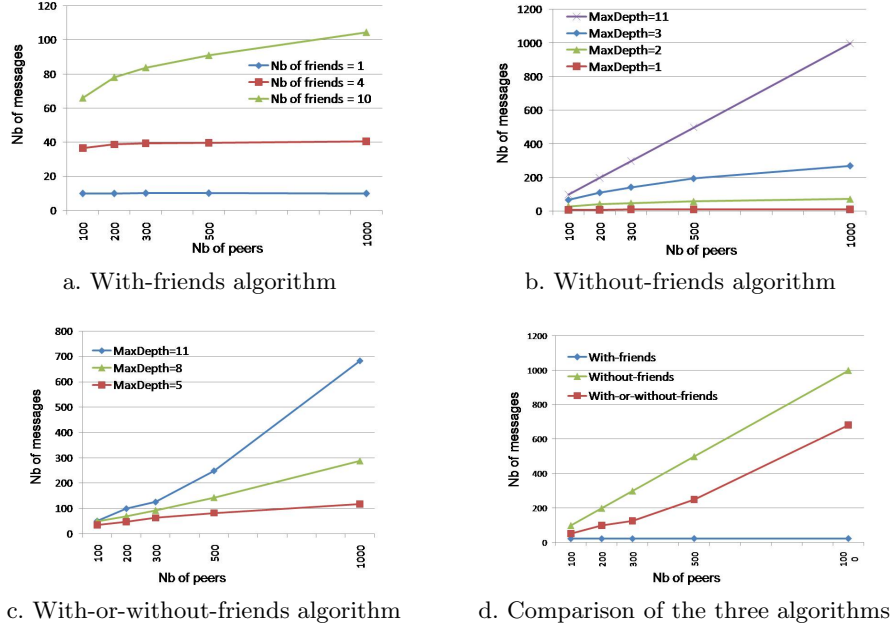 120
100
80
60
40
20
0
Nb of messages
Nb of friends = 1
Nb of friends = 4
Nb of friends = 10
100
200
300
500
1000
Nb of peers
a. With-friends algorithm
1200
1000
800
600
400
200
0
Nb of messages
MaxDepth=11
MaxDepth=3
MaxDepth=2
MaxDepth=1
100
200
300
500
1000
Nb of peers
b. Without-friends algorithm
800
700
600
500
400
300
200
100
0
Nb of messages
MaxDepth=11
MaxDepth=8
MaxDepth=5
100
200
300
500
1000
Nb of peers
c. With-or-without-friends algorithm
1200
1000
800
600
400
200
0
Nb of messages
With-friends
Without-friends
With-or-without-friends
100
200
300
500
100
0
Nb of peers
d. Comparison of the three algorithms